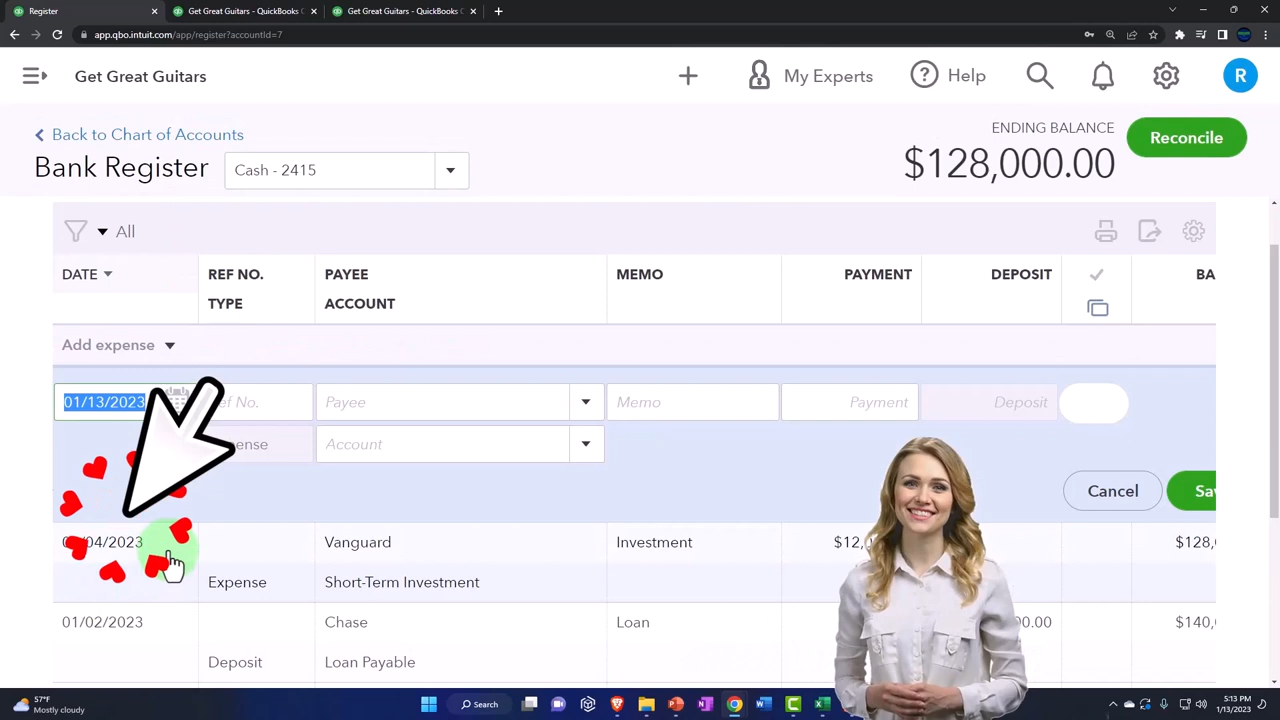 Register
Get Great Guitars - QuickBooks
Get Great Guitars - QuickBooks
app.qbo.intuit.com/app/register?accountId=7
Get Great Guitars
My Experts
Help
R
Back to Chart of Accounts
Bank Register
Cash - 2415
ENDING BALANCE
$128,000.00
Reconcile
All
DATE
REF NO.
PAYEE
MEMO
PAYMENT
DEPOSIT
BA
TYPE
ACCOUNT
Add expense
01/13/2023
No.
Payee
Memo
Payment
Deposit
Account
Cancel
Vanguard
Investment
Expense
Short-Term Investment
01/02/2023
Chase
Loan
Deposit
Loan Payable
57°F
Mostly cloudy
Search
5:13 PM
1/13/2023